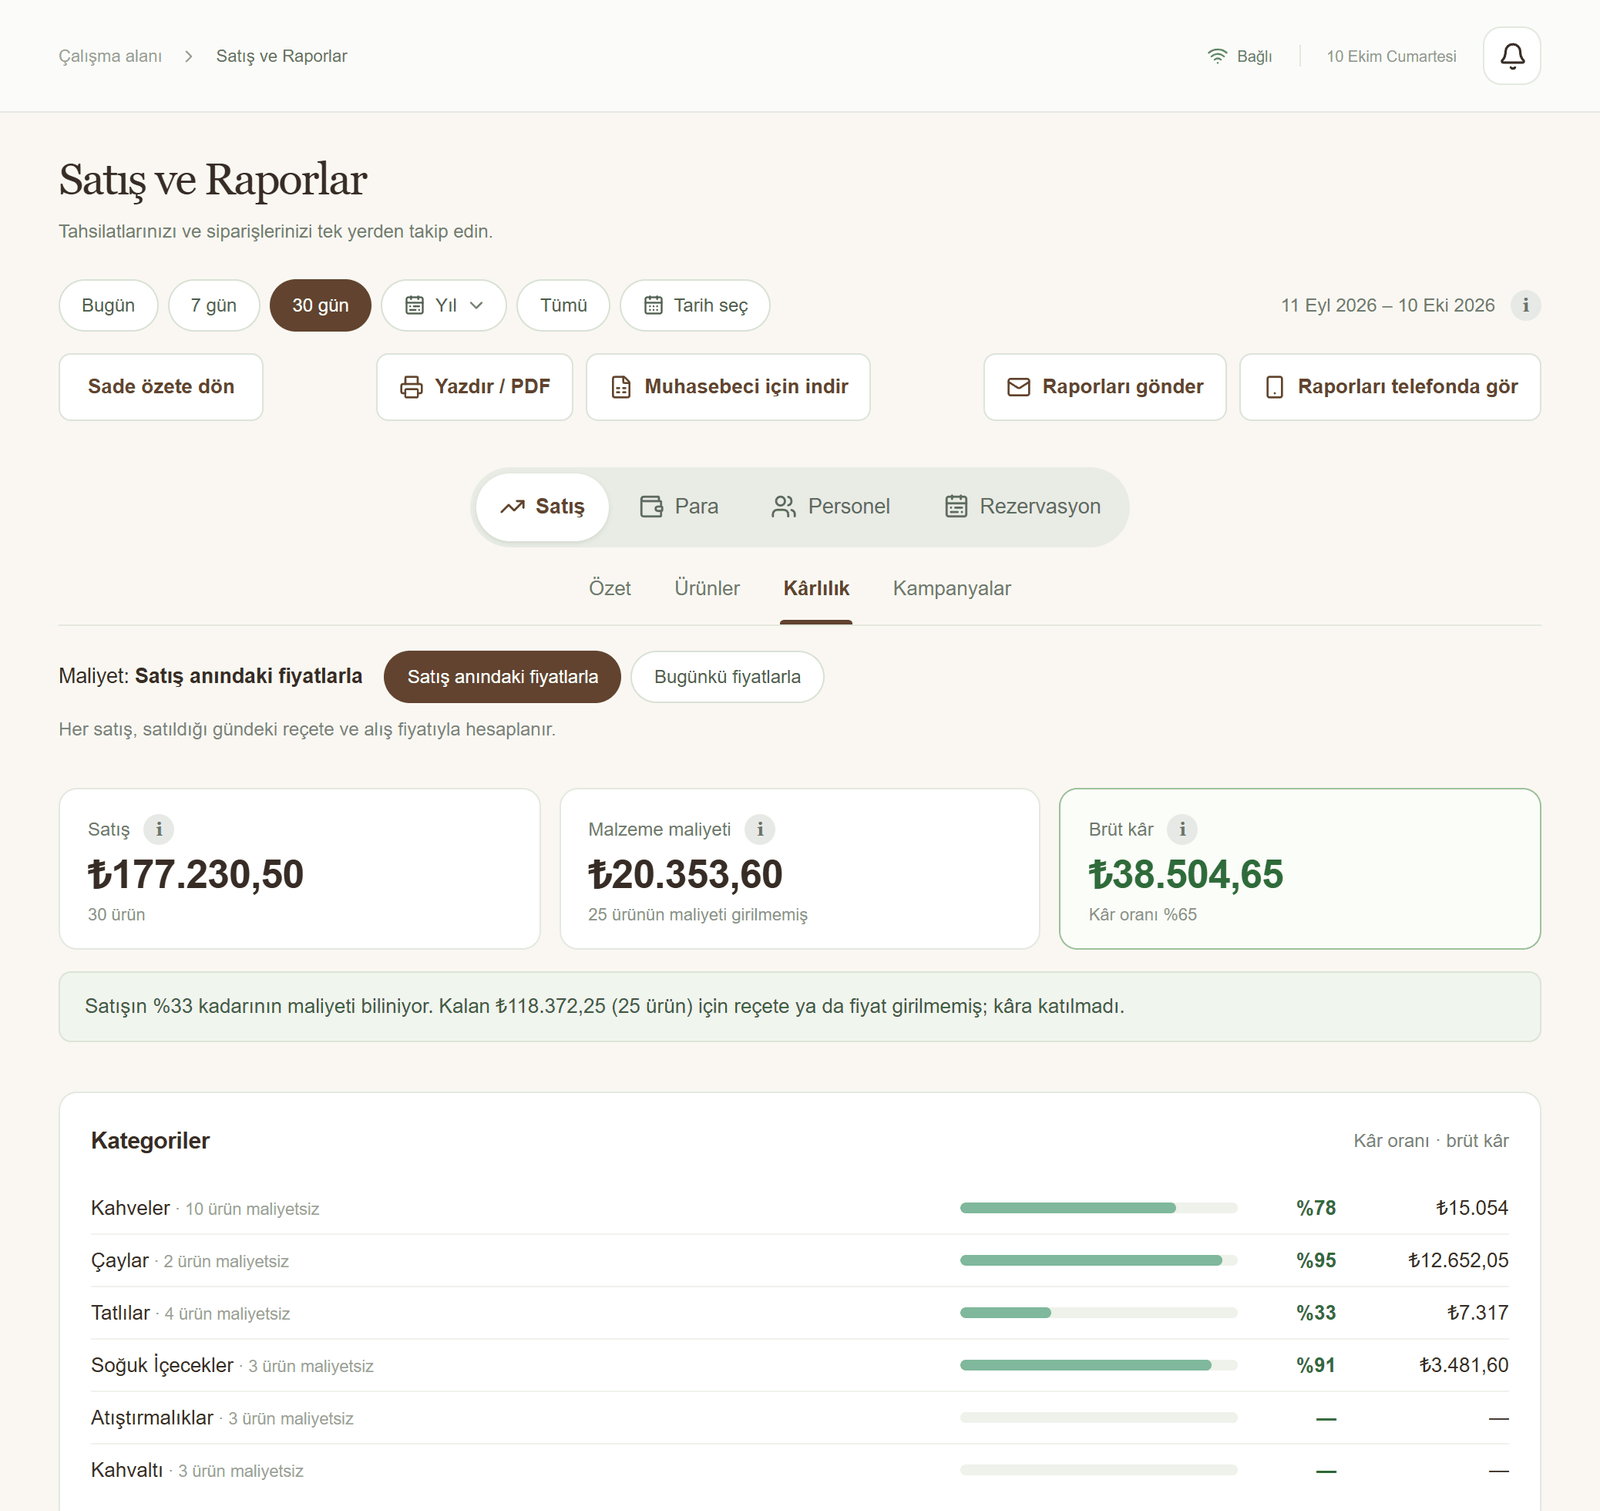 Çalışma alanı > Satış ve Raporlar
Bağlı
10 Ekim Cumartesi
Satış ve Raporlar
Tahsilatlarınızı ve siparişlerinizi tek yerden takip edin.
Bugün 7 gün 30 gün Yıl Tümü Tarih seç
11 Eyl 2026 – 10 Eki 2026 i
Sade özete dön Yazdır / PDF Muhasebeci için indir Raporları gönder Raporları telefonda gör
Satış Para Personel Rezervasyon
Özet Ürünler Kârlılık Kampanyalar
Maliyet: Satış anındaki fiyatlarla Satış anındaki fiyatlarla Bugünkü fiyatlarla
Her satış, satıldığı gündeki reçete ve alış fiyatıyla hesaplanır.
Satış i
₺177.230,50
30 ürün
Malzeme maliyeti i
₺20.353,60
25 ürünün maliyeti girilmemiş
Brüt kâr i
₺38.504,65
Kâr oranı %65
Satışın %33 kadarının maliyeti biliniyor. Kalan ₺118.372,25 (25 ürün) için reçete ya da fiyat girilmemiş; kâra katılmadı.
Kategoriler Kâr oranı · brüt kâr
Kahveler · 10 ürün maliyetsiz %78 ₺15.054
Çaylar · 2 ürün maliyetsiz %95 ₺12.652,05
Tatlılar · 4 ürün maliyetsiz %33 ₺7.317
Soğuk İçecekler · 3 ürün maliyetsiz %91 ₺3.481,60
Atıştırmalıklar · 3 ürün maliyetsiz — —
Kahvaltı · 3 ürün maliyetsiz — —